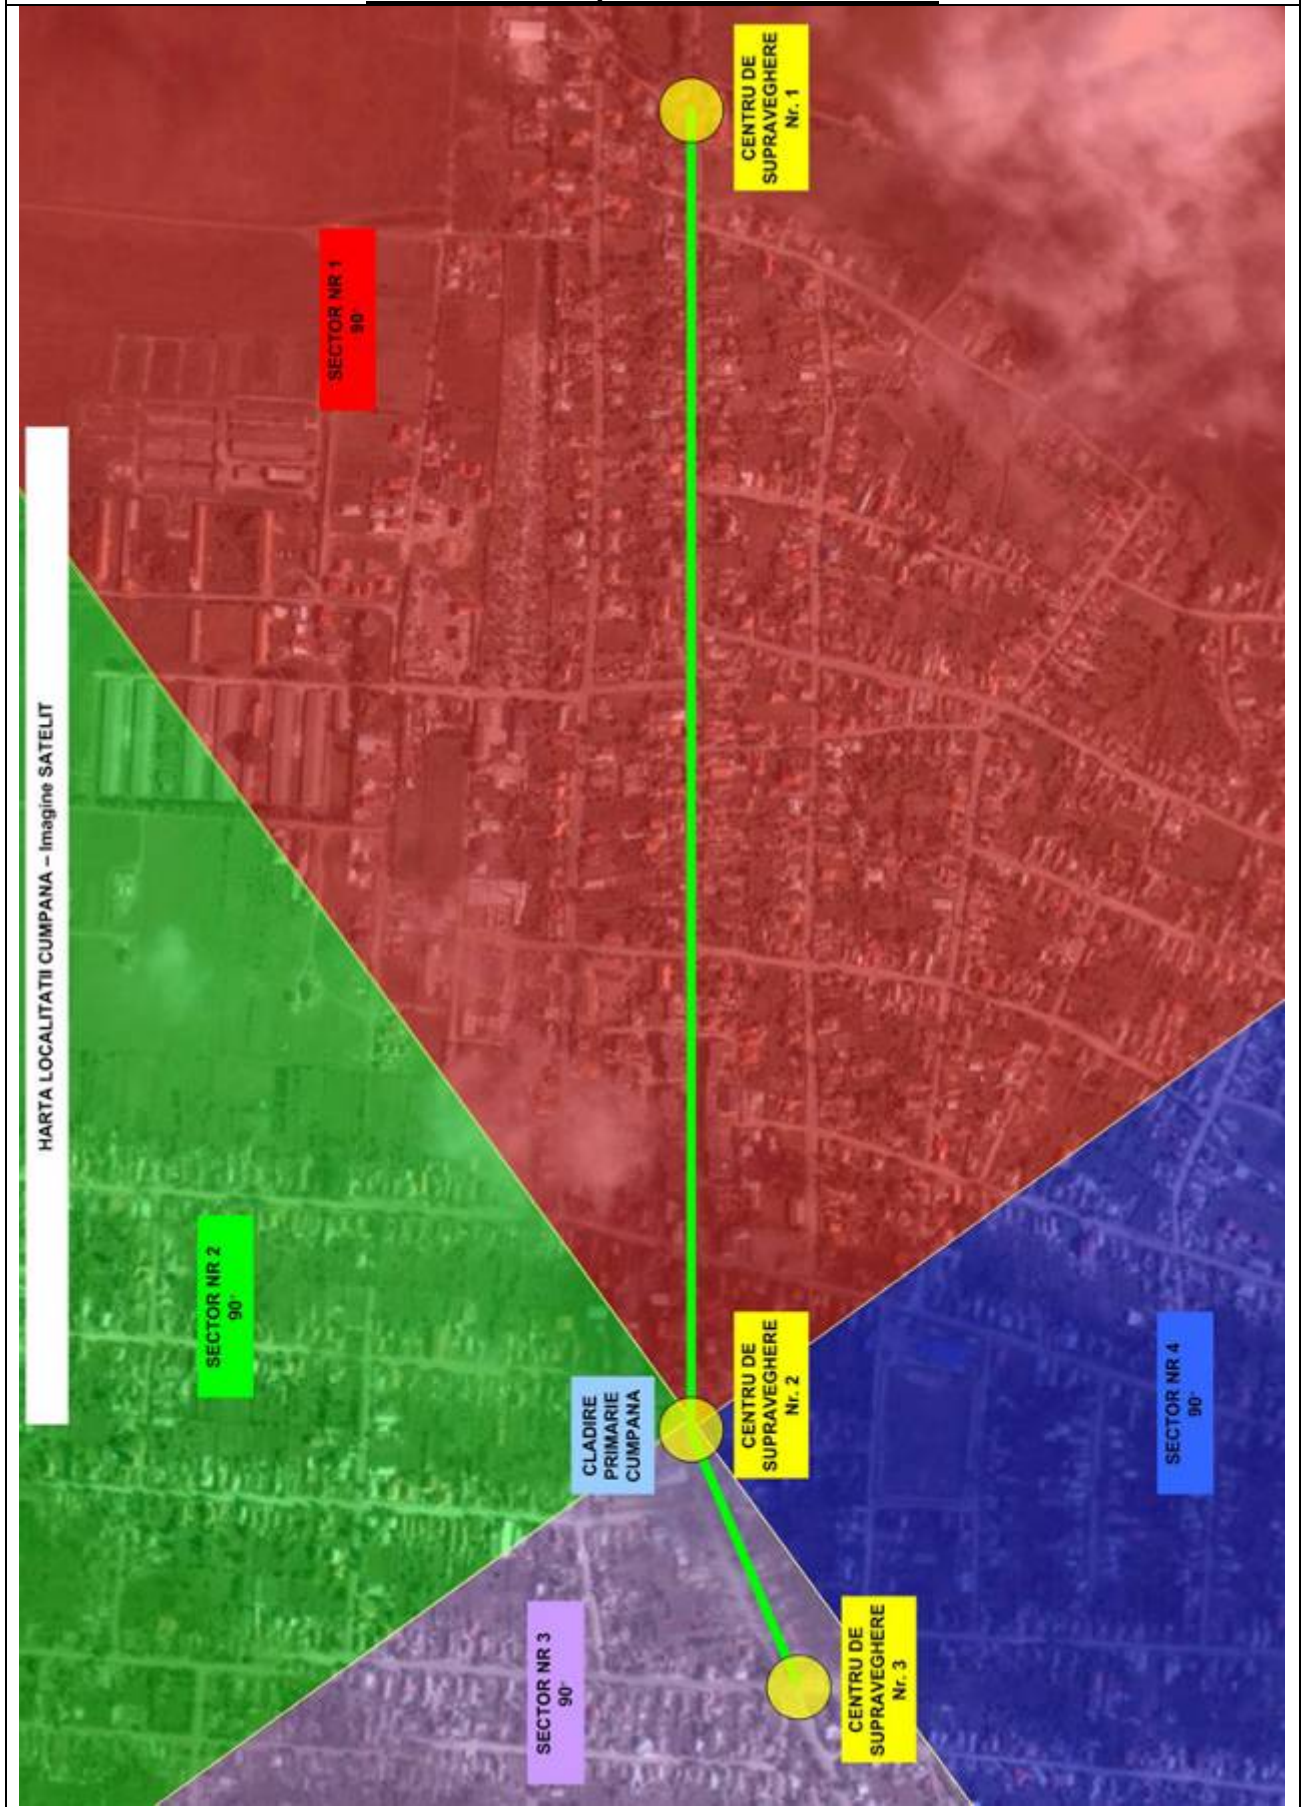 HARTA LOCALITATII CUMPANA – Imagine SATELIT
SECTOR NR 2
90°
SECTOR NR 3
90°
SECTOR NR 1
90°
CLADIRE
PRIMARIE
CUMPANA
CENTRU DE
SUPRAVEGHERE
Nr. 3
CENTRU DE
SUPRAVEGHERE
Nr. 2
CENTRU DE
SUPRAVEGHERE
Nr. 1
SECTOR NR 4
90°